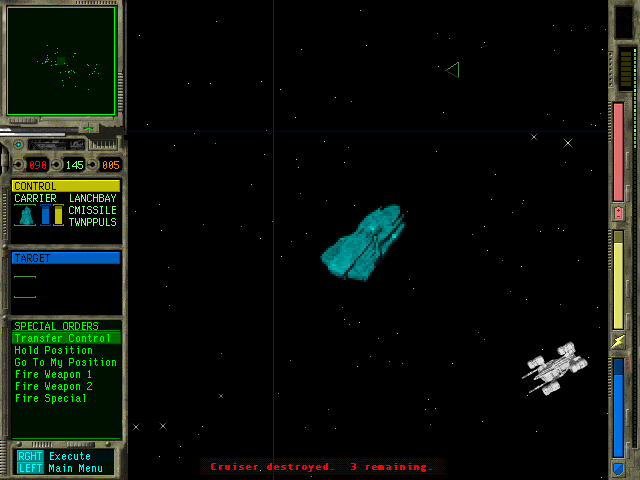 090 145 005
CONTROL
CARRIER LANCHBAY
CMISSILE
TWNPPULS
TARGET
SPECIAL ORDERS
Transfer Control
Hold Position
Go To My Position
Fire Weapon 1
Fire Weapon 2
Fire Special
RGHT Execute
LEFT Main Menu
Cruiser destroyed. 3 remaining.